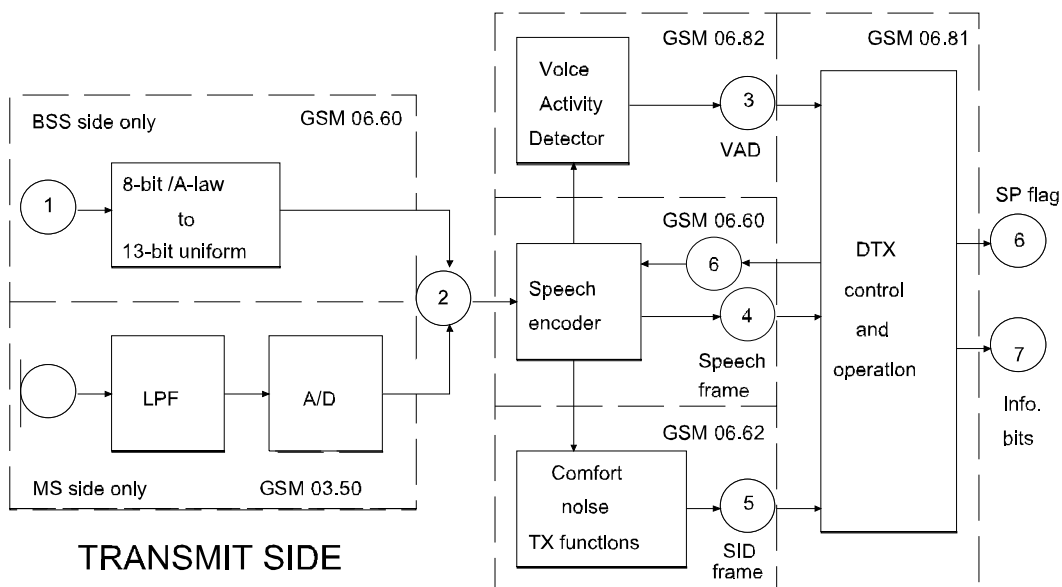 GSM 06.82
GSM 06.81
Volce
Activity
Detector
3
VAD
BSS side only
GSM 06.60
1
8-bit /A-law
to
13-bit uniform
2
GSM 06.60
Speech
encoder
6
4
Speech
frame
DTX
control
and
operation
SP flag
6
7
Info.
bits
LPF
A/D
MS side only
GSM 03.50
GSM 06.62
Comfort
nolse
TX functlons
5
SID
frame
TRANSMIT SIDE